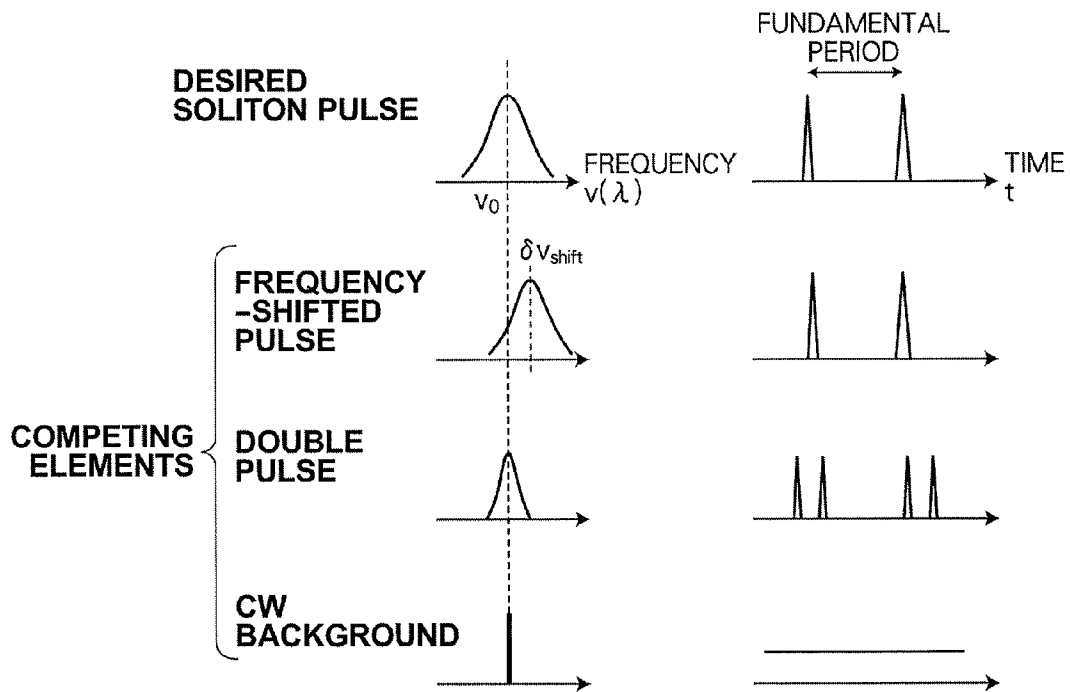 FUNDAMENTAL
PERIOD
DESIRED
SOLITON PULSE
FREQUENCY
ν(λ)
TIME
t
ν0
δνshift
FREQUENCY
–SHIFTED
PULSE
COMPETING
ELEMENTS
DOUBLE
PULSE
CW
BACKGROUND